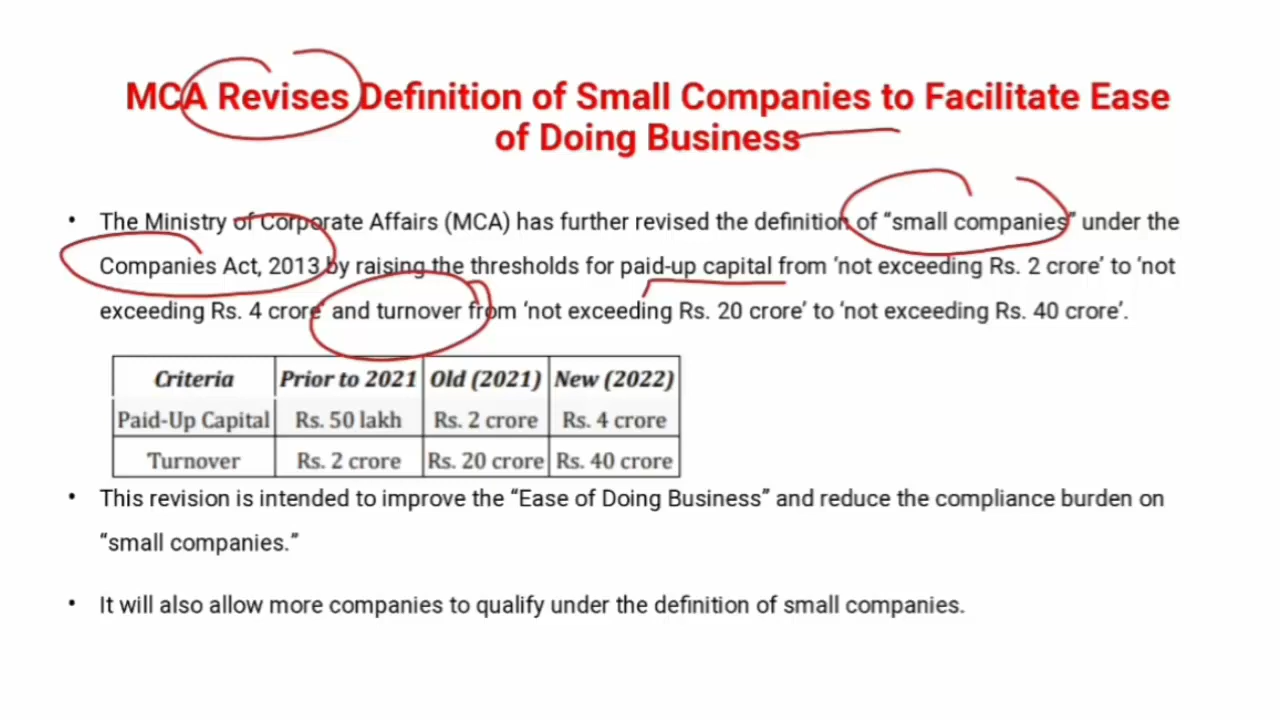 MCA Revises Definition of Small Companies to Facilitate Ease
of Doing Business
• The Ministry of Corporate Affairs (MCA) has further revised the definition of “small companies” under the
Companies Act, 2013 by raising the thresholds for paid-up capital from ‘not exceeding Rs. 2 crore’ to ‘not
exceeding Rs. 4 crore’ and turnover from ‘not exceeding Rs. 20 crore’ to ‘not exceeding Rs. 40 crore’.
Criteria Prior to 2021 Old (2021) New (2022)
Paid-Up Capital Rs. 50 lakh Rs. 2 crore Rs. 4 crore
Turnover Rs. 2 crore Rs. 20 crore Rs. 40 crore
• This revision is intended to improve the “Ease of Doing Business” and reduce the compliance burden on
“small companies.”
• It will also allow more companies to qualify under the definition of small companies.